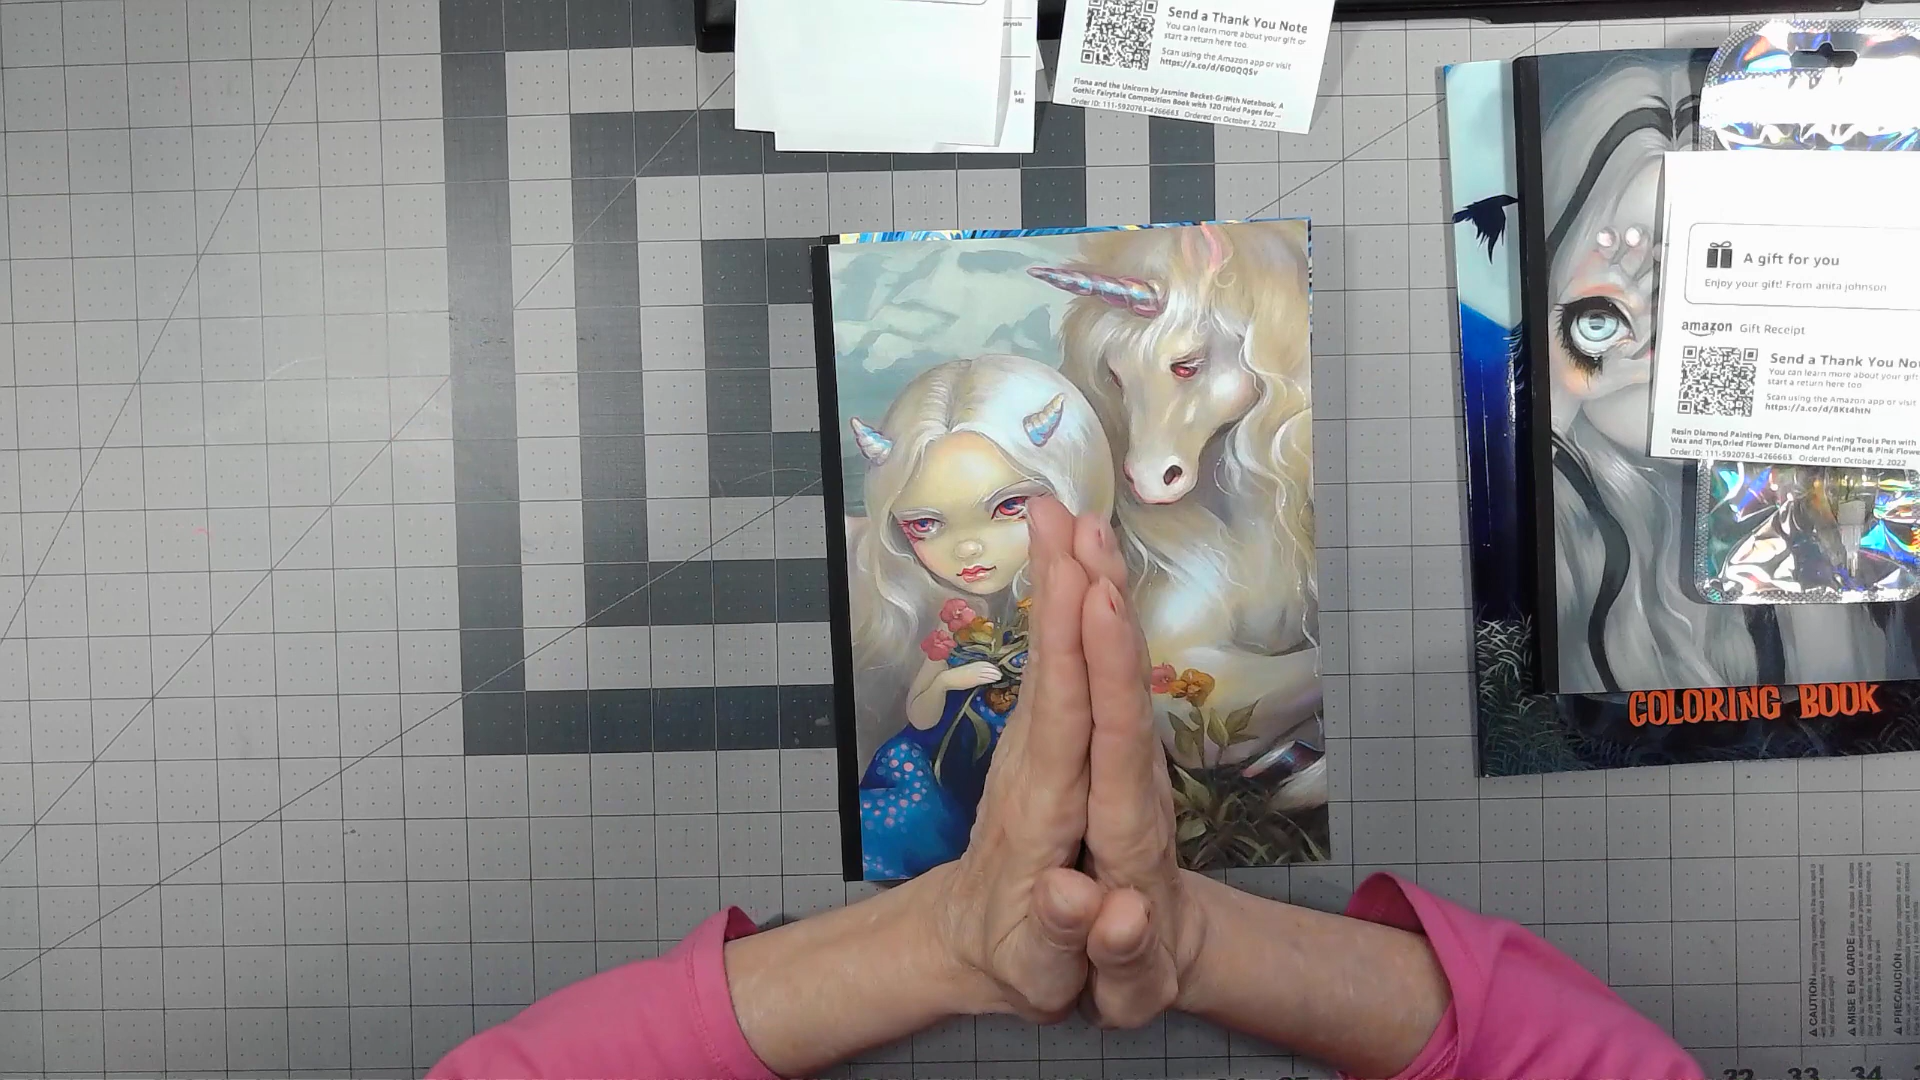 Send a Thank You Note
You can learn more about your gift or
start a return here too.
Scan using the Amazon app or visit
https://a.co/d/6O0QQSv
Fiona and the Unicorn by Jasmine Becket-Griffith Notebook, A
Gothic Fairytale Composition Book with 120 ruled Pages for ...
Order ID: 111-5920763-4266663 Ordered on October 2, 2022
A gift for you
Enjoy your gift! From anita johnson
amazon Gift Receipt
Send a Thank You No
You can learn more about your gift
start a return here too
Scan using the Amazon app or visit
https://a.co/d/8Kt4htN
Resin Diamond Painting Pen, Diamond Painting Tools Pen with
Wax and Tips,Dried Flower Diamond Art Pen(Plant & Pink Flowe
Order ID: 111-5920763-4266663 Ordered on October 2, 2022
COLORING BOOK
CAUTION
MISE EN GARDE
PRECAUCIÓN
32 33 34